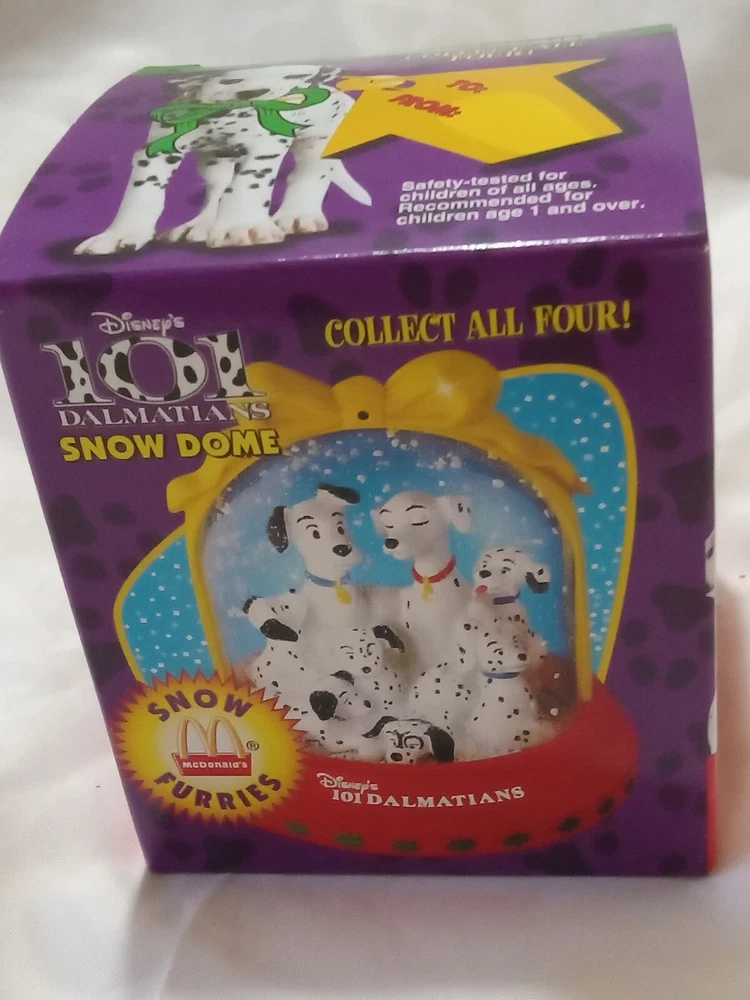 TO:
FROM:
Safety-tested for
children of all ages.
Recommended for
children age 1 and over.
Disney's
101
DALMATIANS
SNOW DOME
COLLECT ALL FOUR!
SNOW
McDonald's
®
FURRIES
Disney's
101 DALMATIANS